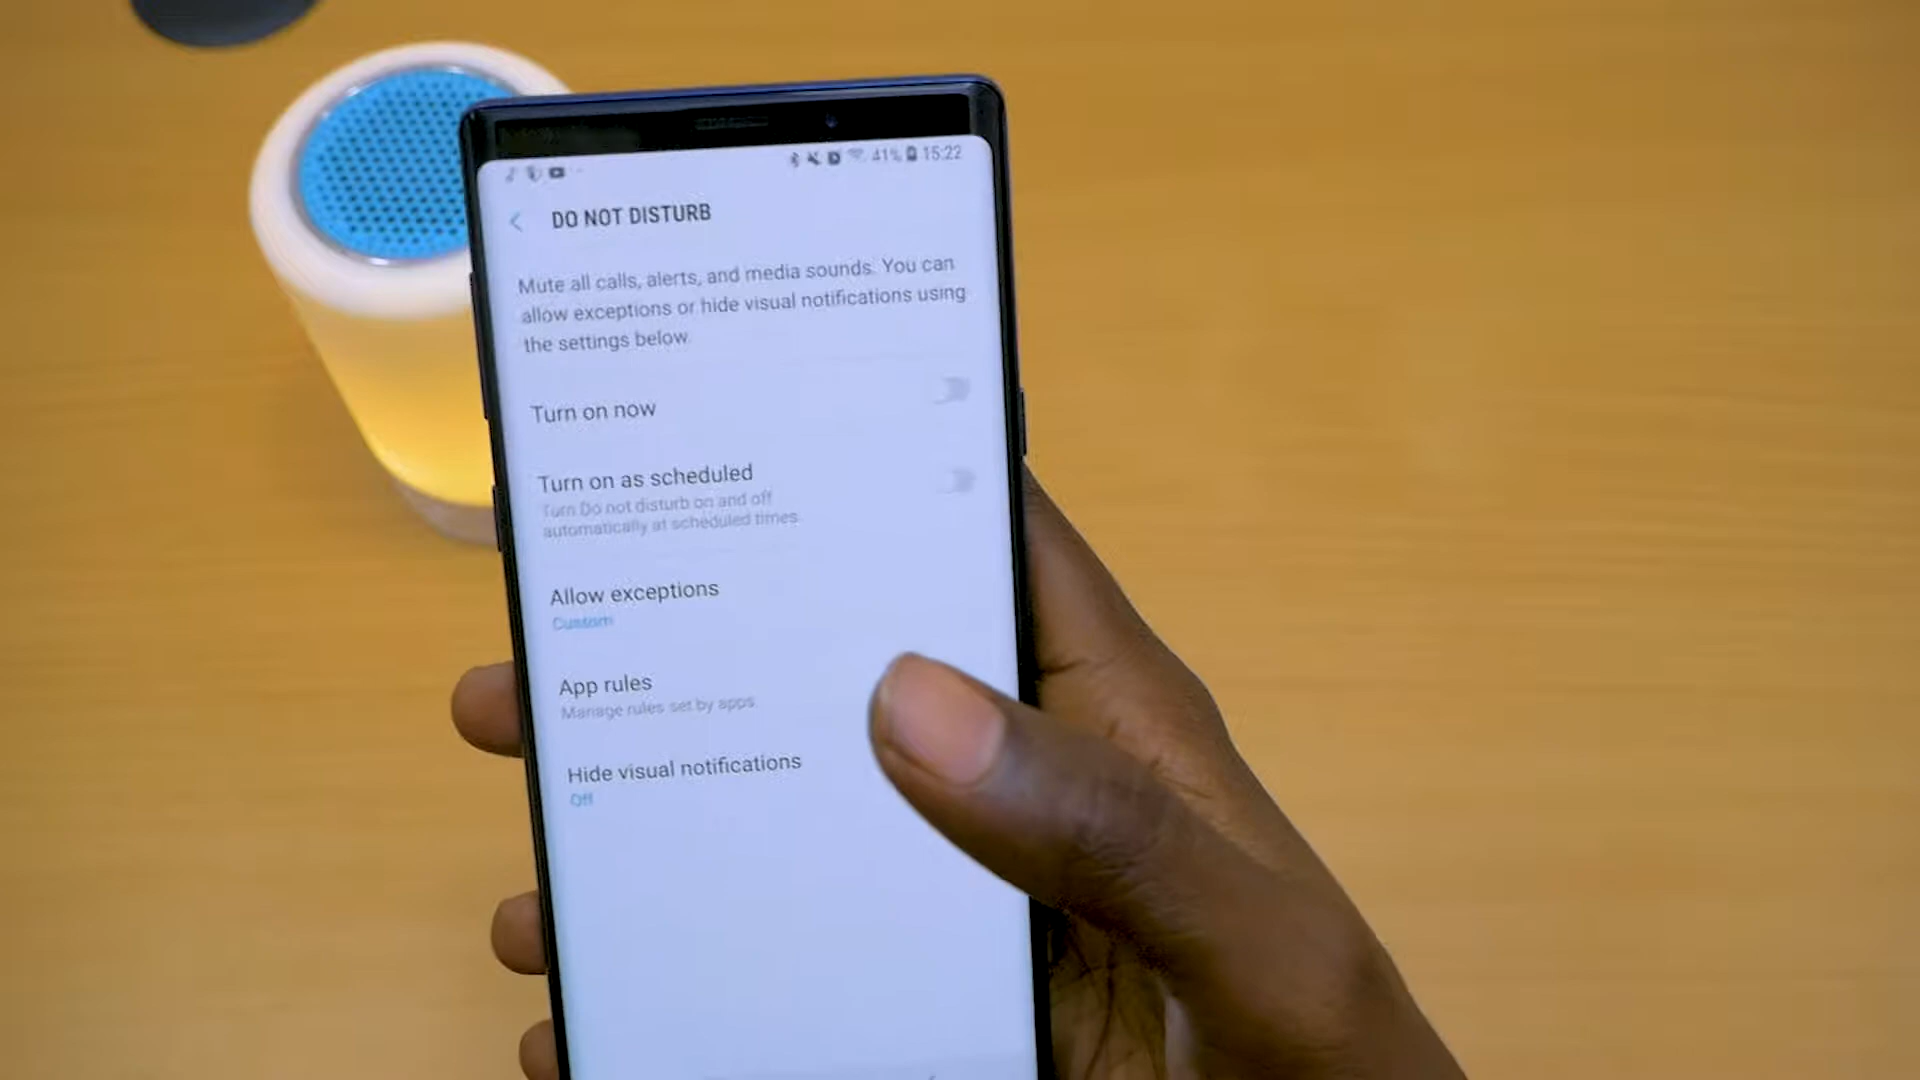 41% 15:22
DO NOT DISTURB
Mute all calls, alerts, and media sounds. You can
allow exceptions or hide visual notifications using
the settings below.
Turn on now
Turn on as scheduled
Turn Do not disturb on and off
automatically at scheduled times.
Allow exceptions
Custom
App rules
Manage rules set by apps.
Hide visual notifications
Off